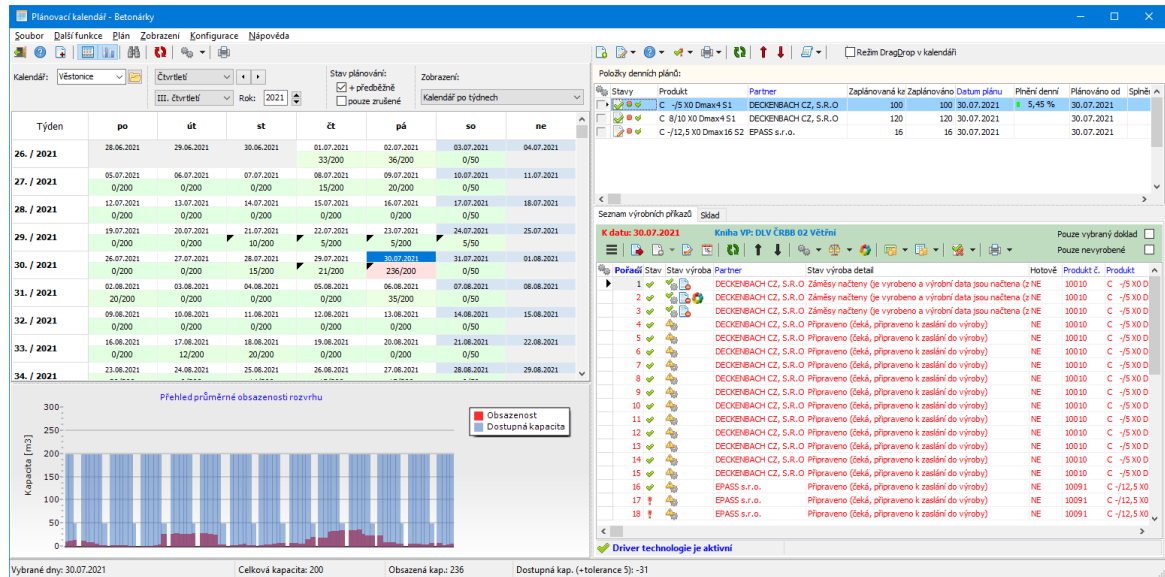 Plánovací kalendář - Betonárky
Soubor Další funkce Plán Zobrazení Konfigurace Nápověda
Kalendář: Věstonice Čtvrtletí
III. čtvrtletí Rok: 2021
Stav plánování:
+ předběžně
pouze zrušené
Zobrazení:
Kalendář po týdnech
Týden po út st čt pá so ne
28.06.2021 29.06.2021 30.06.2021 01.07.2021 02.07.2021 03.07.2021 04.07.2021
26. / 2021 33/200 36/200 0/50
05.07.2021 06.07.2021 07.07.2021 08.07.2021 09.07.2021 10.07.2021 11.07.2021
27. / 2021 0/200 0/200 0/200 15/200 20/200 0/50
12.07.2021 13.07.2021 14.07.2021 15.07.2021 16.07.2021 17.07.2021 18.07.2021
28. / 2021 0/200 0/200 0/200 0/200 0/200 0/50
19.07.2021 20.07.2021 21.07.2021 22.07.2021 23.07.2021 24.07.2021 25.07.2021
29. / 2021 0/200 0/200 10/200 5/200 5/200 5/50
26.07.2021 27.07.2021 28.07.2021 29.07.2021 30.07.2021 31.07.2021 01.08.2021
30. / 2021 0/200 0/200 15/200 21/200 236/200 0/50
02.08.2021 03.08.2021 04.08.2021 05.08.2021 06.08.2021 07.08.2021 08.08.2021
31. / 2021 20/200 0/200 0/200 0/200 35/200 0/50
09.08.2021 10.08.2021 11.08.2021 12.08.2021 13.08.2021 14.08.2021 15.08.2021
32. / 2021 0/200 0/200 0/200 0/200 0/200 0/50
16.08.2021 17.08.2021 18.08.2021 19.08.2021 20.08.2021 21.08.2021 22.08.2021
33. / 2021 0/200 12/200 20/200 0/200 0/200 0/50
23.08.2021 24.08.2021 25.08.2021 26.08.2021 27.08.2021 28.08.2021 29.08.2021
34. / 2021
Přehled průměrné obsazenosti rozvrhu
Kapacita [m3]
300
250
200
150
100
50
0
Obsazenost
Dostupná kapacita
Režim DragDrop v kalendáři
Položky denních plánů:
Stavy Produkt Partner Zaplánovaná ka Zaplánováno Datum plánu Plnění denní Plánováno od Splněn
C -/5 X0 Dmax4 S1 DECKENBACH CZ, S.R.O 100 100 30.07.2021 5,45 % 30.07.2021
C 8/10 X0 Dmax4 S1 DECKENBACH CZ, S.R.O 120 120 30.07.2021 30.07.2021
C -/12,5 X0 Dmax16 S2 EPASS s.r.o. 16 16 30.07.2021 30.07.2021
Seznam výrobních příkazů Sklad
K datu: 30.07.2021 Kniha VP: DLV ČRBB 02 Větřní Pouze vybraný doklad
Pouze nevyrobené
Pořadí Stav Stav výroba Partner Stav výroba detail Hotově Produkt č. Produkt
1 DECKENBACH CZ, S.R.O Záměsy načteny (je vyrobeno a výrobní data jsou načtena (z NE 10010 C -/5 X0 D
2 DECKENBACH CZ, S.R.O Záměsy načteny (je vyrobeno a výrobní data jsou načtena (z NE 10010 C -/5 X0 D
3 DECKENBACH CZ, S.R.O Záměsy načteny (je vyrobeno a výrobní data jsou načtena (z NE 10010 C -/5 X0 D
4 DECKENBACH CZ, S.R.O Připraveno (čeká, připraveno k zaslání do výroby) NE 10010 C -/5 X0 D
5 DECKENBACH CZ, S.R.O Připraveno (čeká, připraveno k zaslání do výroby) NE 10010 C -/5 X0 D
6 DECKENBACH CZ, S.R.O Připraveno (čeká, připraveno k zaslání do výroby) NE 10010 C -/5 X0 D
7 DECKENBACH CZ, S.R.O Připraveno (čeká, připraveno k zaslání do výroby) NE 10010 C -/5 X0 D
8 DECKENBACH CZ, S.R.O Připraveno (čeká, připraveno k zaslání do výroby) NE 10010 C -/5 X0 D
9 DECKENBACH CZ, S.R.O Připraveno (čeká, připraveno k zaslání do výroby) NE 10010 C -/5 X0 D
10 DECKENBACH CZ, S.R.O Připraveno (čeká, připraveno k zaslání do výroby) NE 10010 C -/5 X0 D
11 DECKENBACH CZ, S.R.O Připraveno (čeká, připraveno k zaslání do výroby) NE 10010 C -/5 X0 D
12 DECKENBACH CZ, S.R.O Připraveno (čeká, připraveno k zaslání do výroby) NE 10010 C -/5 X0 D
13 DECKENBACH CZ, S.R.O Připraveno (čeká, připraveno k zaslání do výroby) NE 10010 C -/5 X0 D
14 DECKENBACH CZ, S.R.O Připraveno (čeká, připraveno k zaslání do výroby) NE 10010 C -/5 X0 D
15 DECKENBACH CZ, S.R.O Připraveno (čeká, připraveno k zaslání do výroby) NE 10010 C -/5 X0 D
16 EPASS s.r.o. Připraveno (čeká, připraveno k zaslání do výroby) NE 10091 C -/12,5 X0
17 EPASS s.r.o. Připraveno (čeká, připraveno k zaslání do výroby) NE 10091 C -/12,5 X0
18 EPASS s.r.o. Připraveno (čeká, připraveno k zaslání do výroby) NE 10091 C -/12,5 X0
Driver technologie je aktivní
Vybrané dny: 30.07.2021 Celková kapacita: 200 Obsazená kap.: 236 Dostupná kap. (+tolerance 5): -31